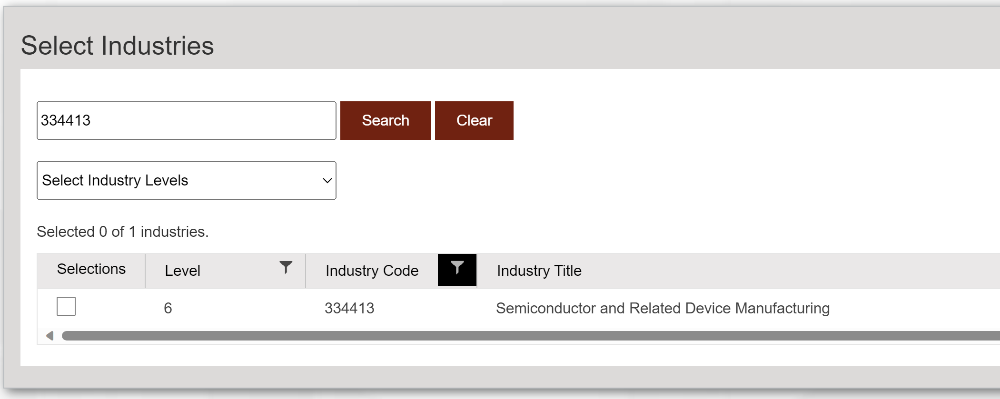 Select Industries
334413 Search Clear
Select Industry Levels
Selected 0 of 1 industries.
Selections Level Industry Code Industry Title
6 334413 Semiconductor and Related Device Manufacturing